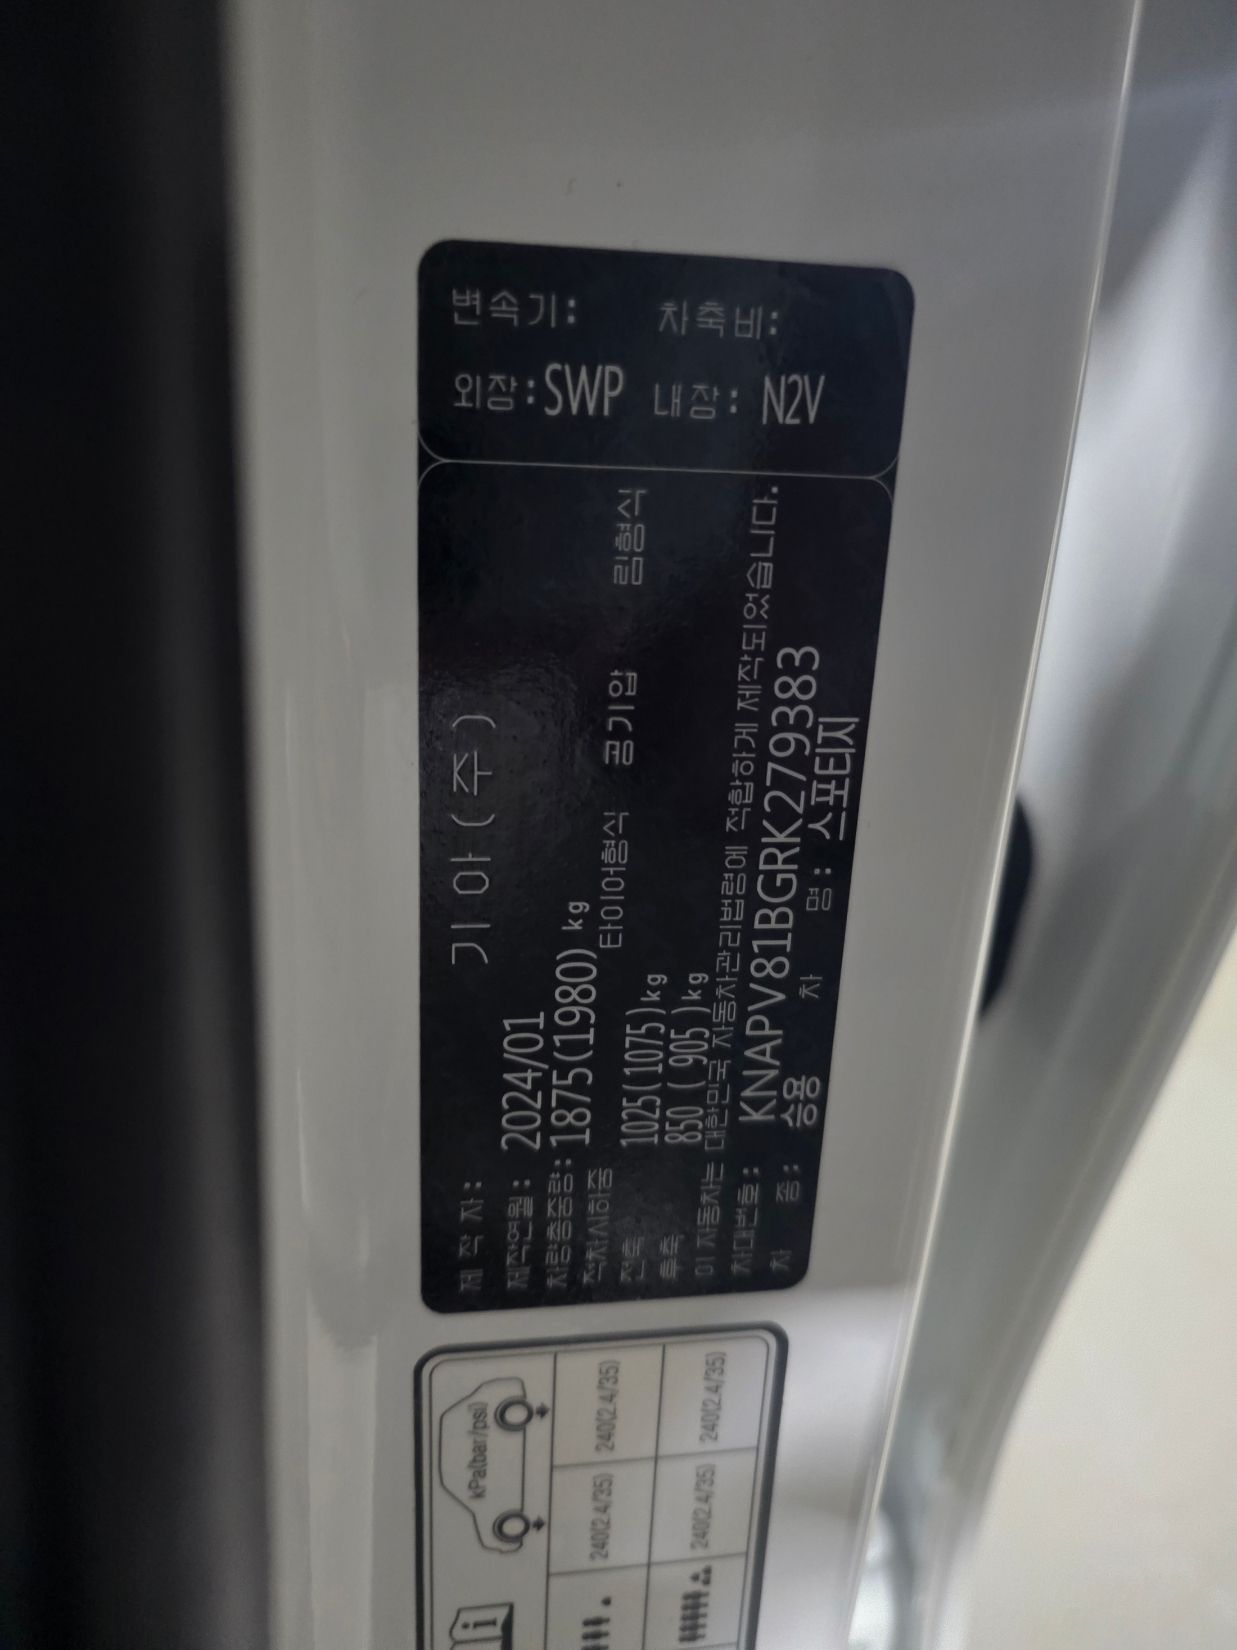 변속기: 차축비:
외장:SWP 내장: N2V
제 작 자: 기 아 (주)
제작연월: 2024/01
차량총중량: 1875(1980) kg
적차시하중 타이어형식 공기압 림형식
전축 1025(1075)kg
후축 850 ( 905 )kg
이 자동차는 대한민국 자동차관리법령에 적합하게 제작되었습니다.
차대번호: KNAPV81BGRK279383
차 종: 승용 차 명: 스포티지
kPa(bar/psi)
240(2.4/35) 240(2.4/35)
240(2.4/35) 240(2.4/35)